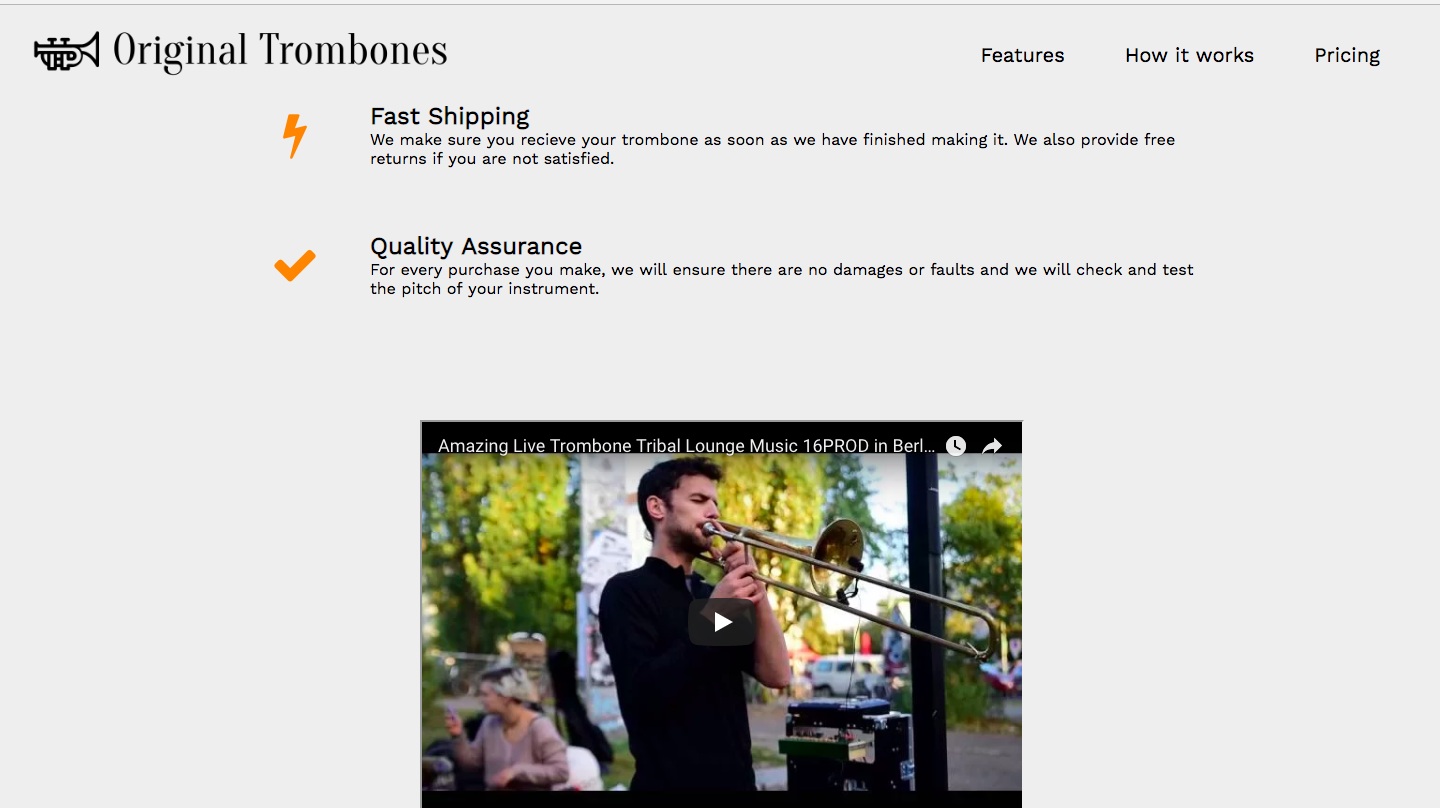 Original Trombones
Features
How it works
Pricing
Fast Shipping
We make sure you recieve your trombone as soon as we have finished making it. We also provide free
returns if you are not satisfied.
Quality Assurance
For every purchase you make, we will ensure there are no damages or faults and we will check and test
the pitch of your instrument.
Amazing Live Trombone Tribal Lounge Music 16PROD in Berl...